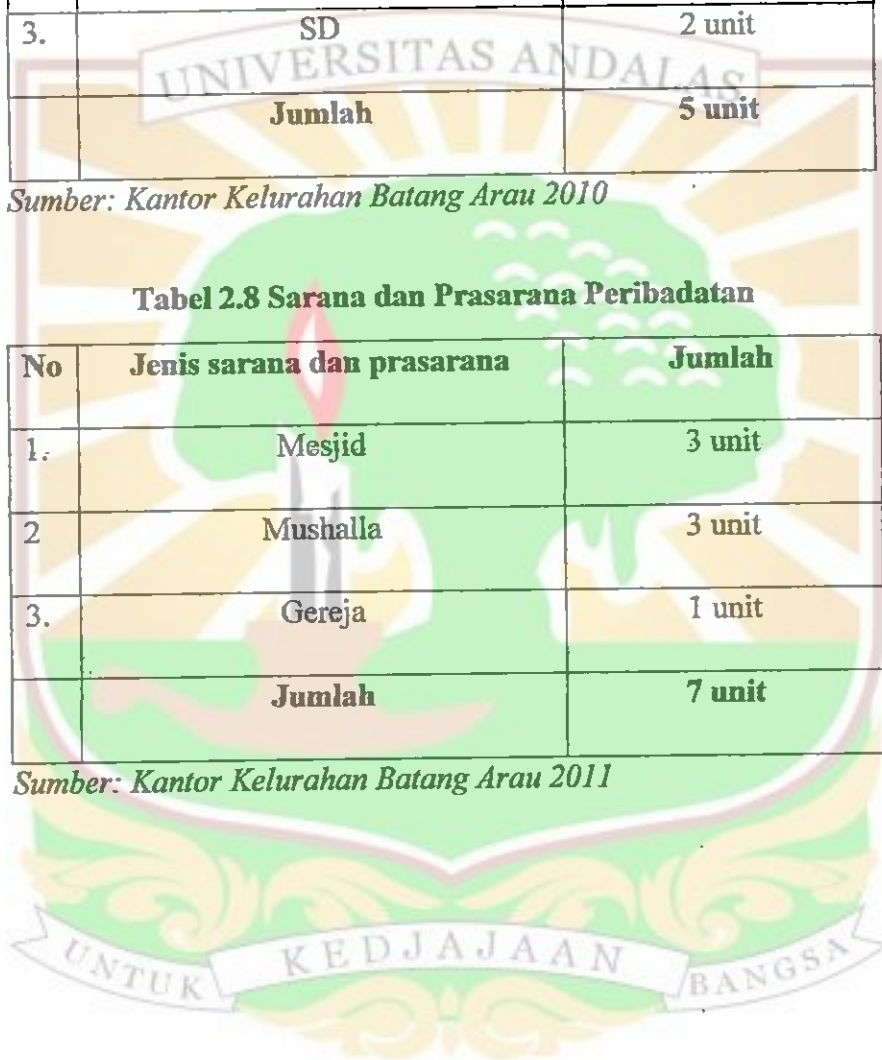 3. SD 2 unit
UNIVERSITAS ANDALAS
Jumlah 5 unit
Sumber: Kantor Kelurahan Batang Arau 2010
Tabel 2.8 Sarana dan Prasarana Peribadatan
No Jenis sarana dan prasarana Jumlah
1. Mesjid 3 unit
2 Mushalla 3 unit
3. Gereja 1 unit
Jumlah 7 unit
Sumber: Kantor Kelurahan Batang Arau 2011
UNTUK KEDJAJAAN BANGSA